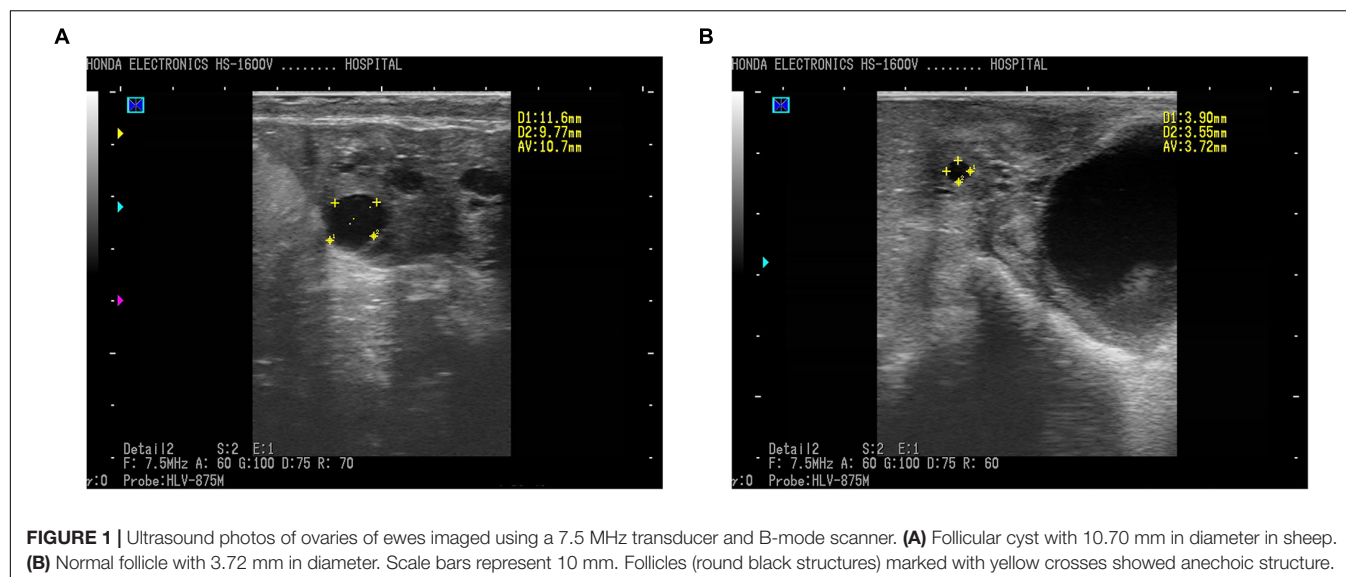 A
B
HONDA ELECTRONICS HS-1600V ........ HOSPITAL
D1:11.6mm
D2:9.77mm
AV:10.7mm
Detail2 S:2 E:1
F: 7.5MHz A: 60 G:100 D:75 R: 70
γ:0 Probe:HLV-875M
HONDA ELECTRONICS HS-1600V ........ HOSPITAL
D1:3.90mm
D2:3.55mm
AV:3.72mm
Detail2 S:2 E:1
F: 7.5MHz A: 60 G:100 D:75 R: 60
γ:0 Probe:HLV-875M
FIGURE 1 | Ultrasound photos of ovaries of ewes imaged using a 7.5 MHz transducer and B-mode scanner. (A) Follicular cyst with 10.70 mm in diameter in sheep.
(B) Normal follicle with 3.72 mm in diameter. Scale bars represent 10 mm. Follicles (round black structures) marked with yellow crosses showed anechoic structure.